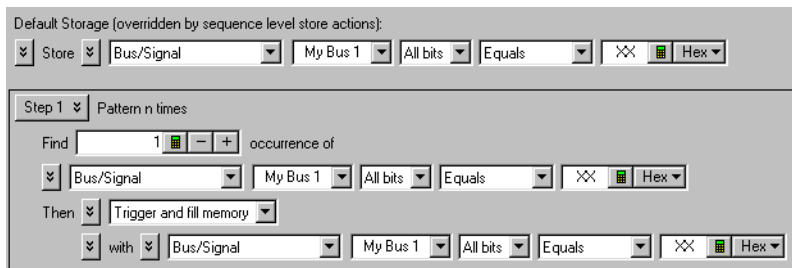 Default Storage (overridden by sequence level store actions):
Store Bus/Signal My Bus 1 All bits Equals XX Hex
Step 1 Pattern n times
Find 1 − + occurrence of
Bus/Signal My Bus 1 All bits Equals XX Hex
Then Trigger and fill memory
with Bus/Signal My Bus 1 All bits Equals XX Hex